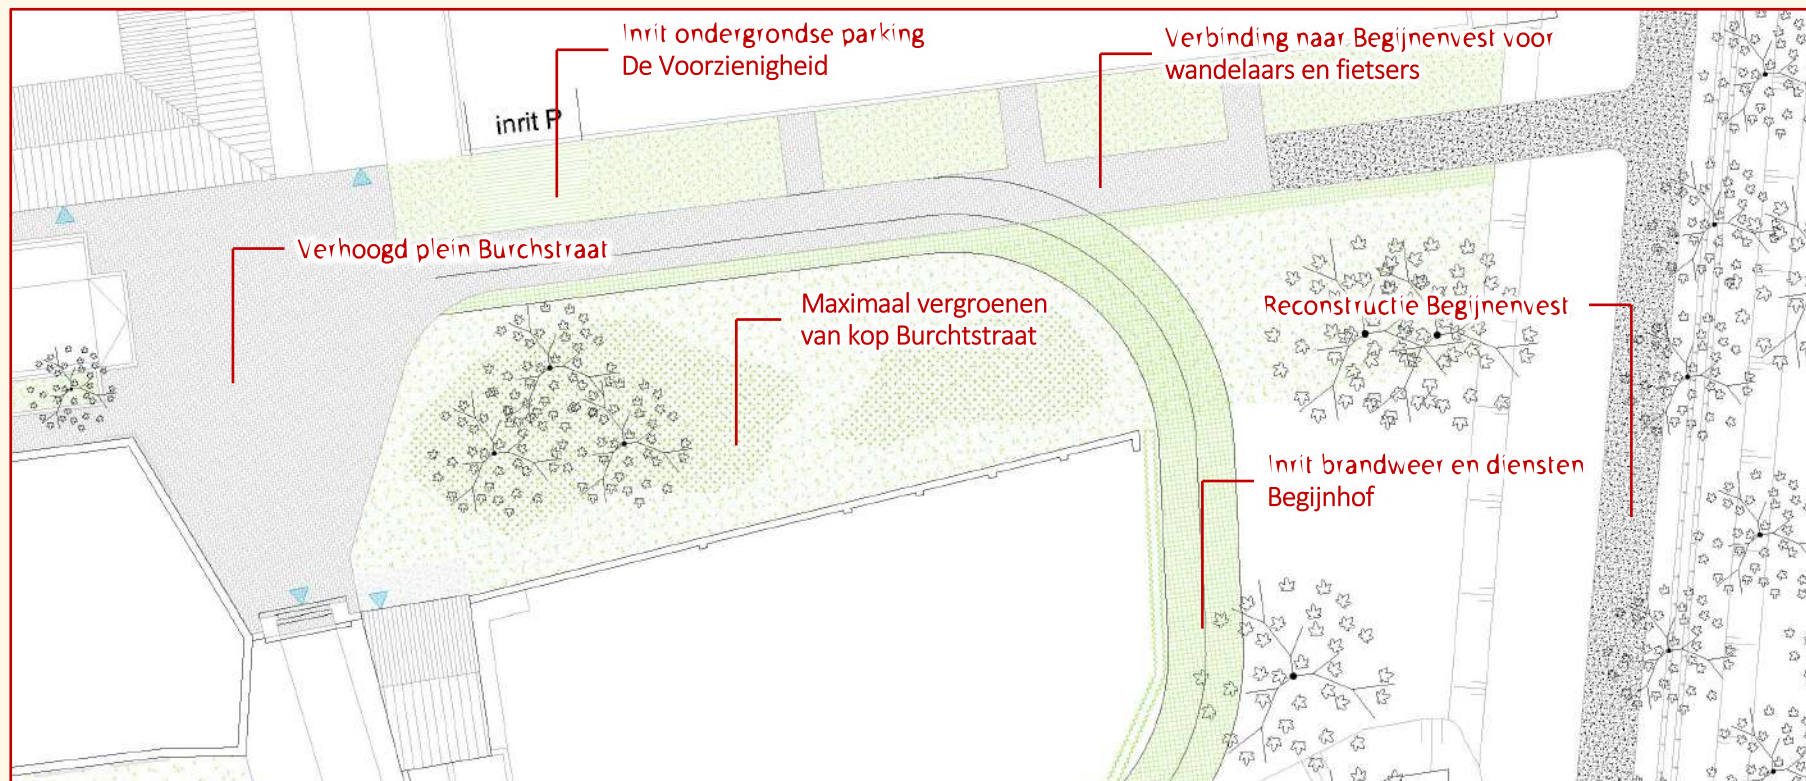 Inrit ondergrondse parking
De Voorzienigheid
Verbinding naar Begijnenvest voor
wandelaars en fietsers
inrit P
Verhoogd plein Burchstraat
Maximaal vergroenen
van kop Burchtstraat
Reconstructie Begijnenvest
Inrit brandweer en diensten
Begijnhof